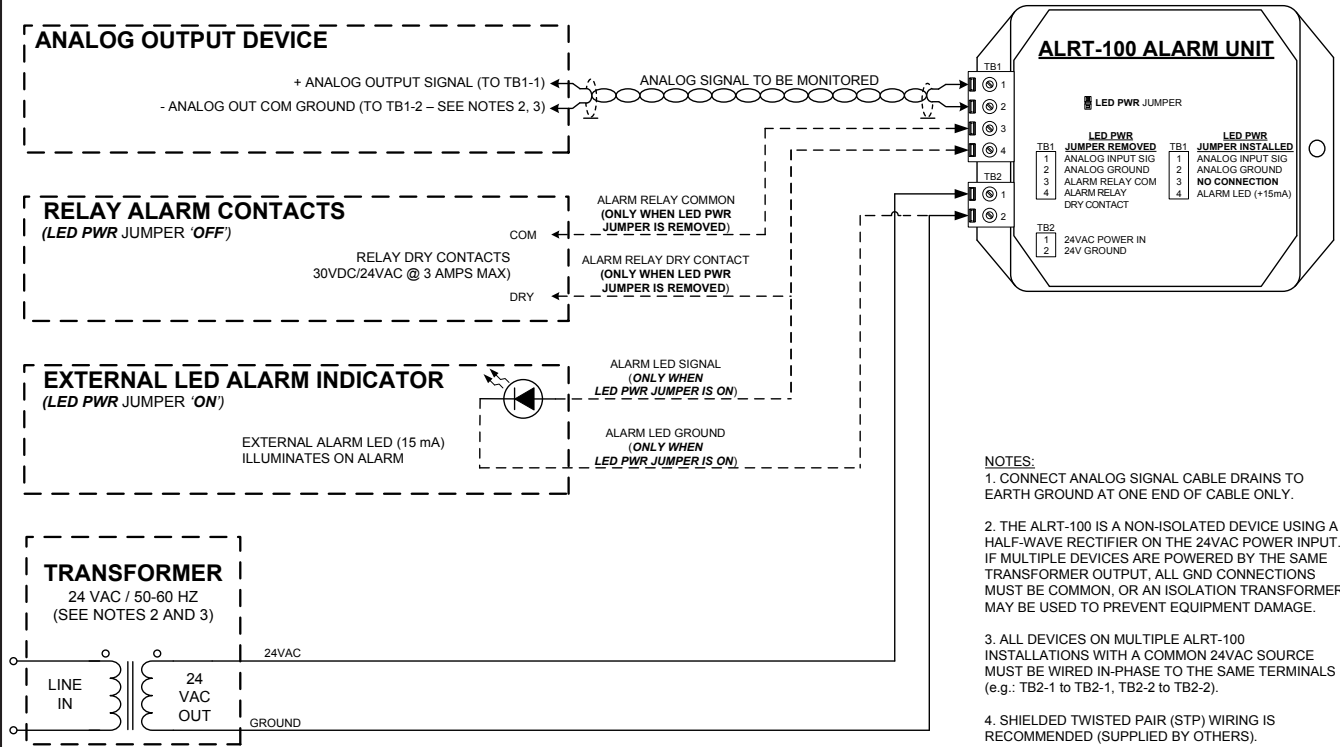 ANALOG OUTPUT DEVICE
+ ANALOG OUTPUT SIGNAL (TO TB1-1)
- ANALOG OUT COM GROUND (TO TB1-2 – SEE NOTES 2, 3)
ANALOG SIGNAL TO BE MONITORED
RELAY ALARM CONTACTS
(LED PWR JUMPER ‘OFF’)
COM
RELAY DRY CONTACTS
30VDC/24VAC @ 3 AMPS MAX)
DRY
ALARM RELAY COMMON
(ONLY WHEN LED PWR
JUMPER IS REMOVED)
ALARM RELAY DRY CONTACT
(ONLY WHEN LED PWR
JUMPER IS REMOVED)
EXTERNAL LED ALARM INDICATOR
(LED PWR JUMPER ‘ON’)
EXTERNAL ALARM LED (15 mA)
ILLUMINATES ON ALARM
ALARM LED SIGNAL
(ONLY WHEN
LED PWR JUMPER IS ON)
ALARM LED GROUND
(ONLY WHEN
LED PWR JUMPER IS ON)
TRANSFORMER
24 VAC / 50-60 HZ
(SEE NOTES 2 AND 3)
LINE
IN
24
VAC
OUT
24VAC
GROUND
ALRT-100 ALARM UNIT
TB1
1
2
3
4
TB2
1
2
LED PWR JUMPER
LED PWR
TB1 JUMPER REMOVED
1 ANALOG INPUT SIG
2 ANALOG GROUND
3 ALARM RELAY COM
4 ALARM RELAY
DRY CONTACT
LED PWR
TB1 JUMPER INSTALLED
1 ANALOG INPUT SIG
2 ANALOG GROUND
3 NO CONNECTION
4 ALARM LED (+15mA)
TB2
1 24VAC POWER IN
2 24V GROUND
NOTES:
1. CONNECT ANALOG SIGNAL CABLE DRAINS TO
EARTH GROUND AT ONE END OF CABLE ONLY.
2. THE ALRT-100 IS A NON-ISOLATED DEVICE USING A
HALF-WAVE RECTIFIER ON THE 24VAC POWER INPUT.
IF MULTIPLE DEVICES ARE POWERED BY THE SAME
TRANSFORMER OUTPUT, ALL GND CONNECTIONS
MUST BE COMMON, OR AN ISOLATION TRANSFORMER
MAY BE USED TO PREVENT EQUIPMENT DAMAGE.
3. ALL DEVICES ON MULTIPLE ALRT-100
INSTALLATIONS WITH A COMMON 24VAC SOURCE
MUST BE WIRED IN-PHASE TO THE SAME TERMINALS
(e.g.: TB2-1 to TB2-1, TB2-2 to TB2-2).
4. SHIELDED TWISTED PAIR (STP) WIRING IS
RECOMMENDED (SUPPLIED BY OTHERS).